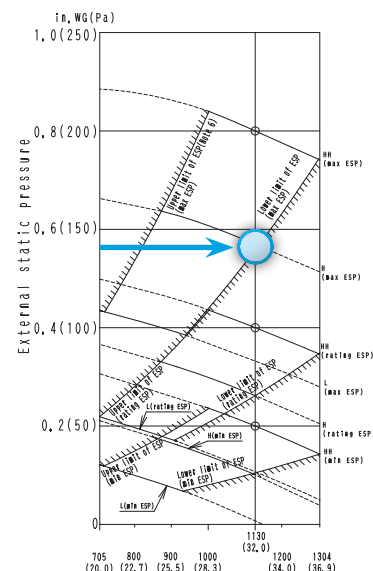 in.WG(Pa)
1.0(250)
0.8(200)
0.6(150)
0.4(100)
0.2(50)
0
External static pressure
Upper limit of ESP(Note 6)
(max ESP)
Lower limit of ESP
(max ESP)
HH
(max ESP)
H
(max ESP)
HH
(rating ESP)
L
(max ESP)
H
(rating ESP)
HH
(min ESP)
Upper limit of ESP
(rating ESP)
Lower limit of ESP
(rating ESP)
L(rating ESP)
H(min ESP)
Upper limit of ESP
(min ESP)
Lower limit of ESP
(min ESP)
L(min ESP)
705
(20.0)
800
(22.7)
900
(25.5)
1000
(28.3)
1130
(32.0)
1200
(34.0)
1304
(36.9)